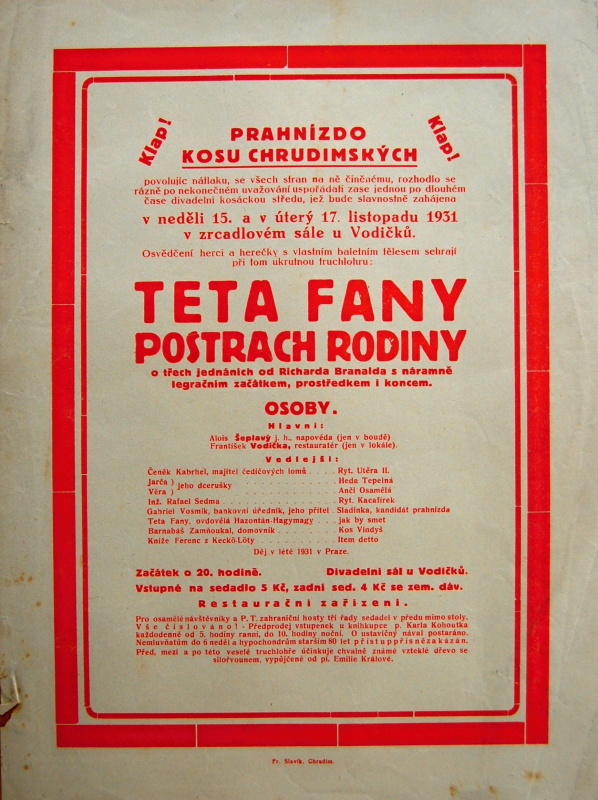 Klap!
Klap!
PRAHNÍZDO
KOSU CHRUDIMSKÝCH
povolujíc nátlaku, se všech stran na ně činěnému, rozhodlo se
rázně po nekonečném uvažování uspořádati zase jednou po dlouhém
čase divadelní kosáckou středu, jež bude slavnostně zahájena
v neděli 15. a v úterý 17. listopadu 1931
v zrcadlovém sále u Vodičků.
Osvědčení herci a herečky s vlastním baletním tělesem sehrají
při tom ukrutnou truchlohru:
TETA FANY
POSTRACH RODINY
o třech jednáních od Richarda Branalda s náramně
legračním začátkem, prostředkem i koncem.
OSOBY.
Hlavní:
Alois Šeplavý j. h., napověda (jen v boudě)
František Vodička, restauratér (jen v lokále).
Vedlejší:
Čeněk Kabrhel, majitel čedičových lomů . . . . Ryt. Utěra II.
Jarča ) Heda Tepelná
jeho dcerušky
Věra ) Anči Osamělá
Inž. Rafael Sedma . . . . Ryt. Kacafírek
Gabriel Vosmik, bankovní úředník, jeho přítel . Sladinka, kandidát prahnízda
Teta Fany, ovdovělá Hazontán-Hagymagy . . . jak by smet
Barnabáš Zamňoukal, domovník . . . . Kos Vindyš
Kníže Ferenc z Keckö-Löty . . . . Item detto
Děj v létě 1931 v Praze.
Začátek o 20. hodině. Divadelní sál u Vodičků.
Vstupné na sedadlo 5 Kč, zadní sed. 4 Kč se zem. dáv.
Restaurační zařízení.
Pro osamělé návštěvníky a P. T. zahraniční hosty tři řady sedadel v předu mimo stoly.
Vše číslováno! - Předprodej vstupenek u knihkupce p. Karla Kohoutka
každodenně od 5. hodiny ranní, do 10. hodiny noční. O ustavičný nával postaráno.
Nemluvňatům do 6 neděl a hypochondrům starším 80 let přístup přísně zakázán.
Před, mezi a po této veselé truchlohře účinkuje chvalně známé vzteklé dřevo se
silořvounem, vypůjčené od pí. Emilie Králové.
Fr. Slavík, Chrudim.